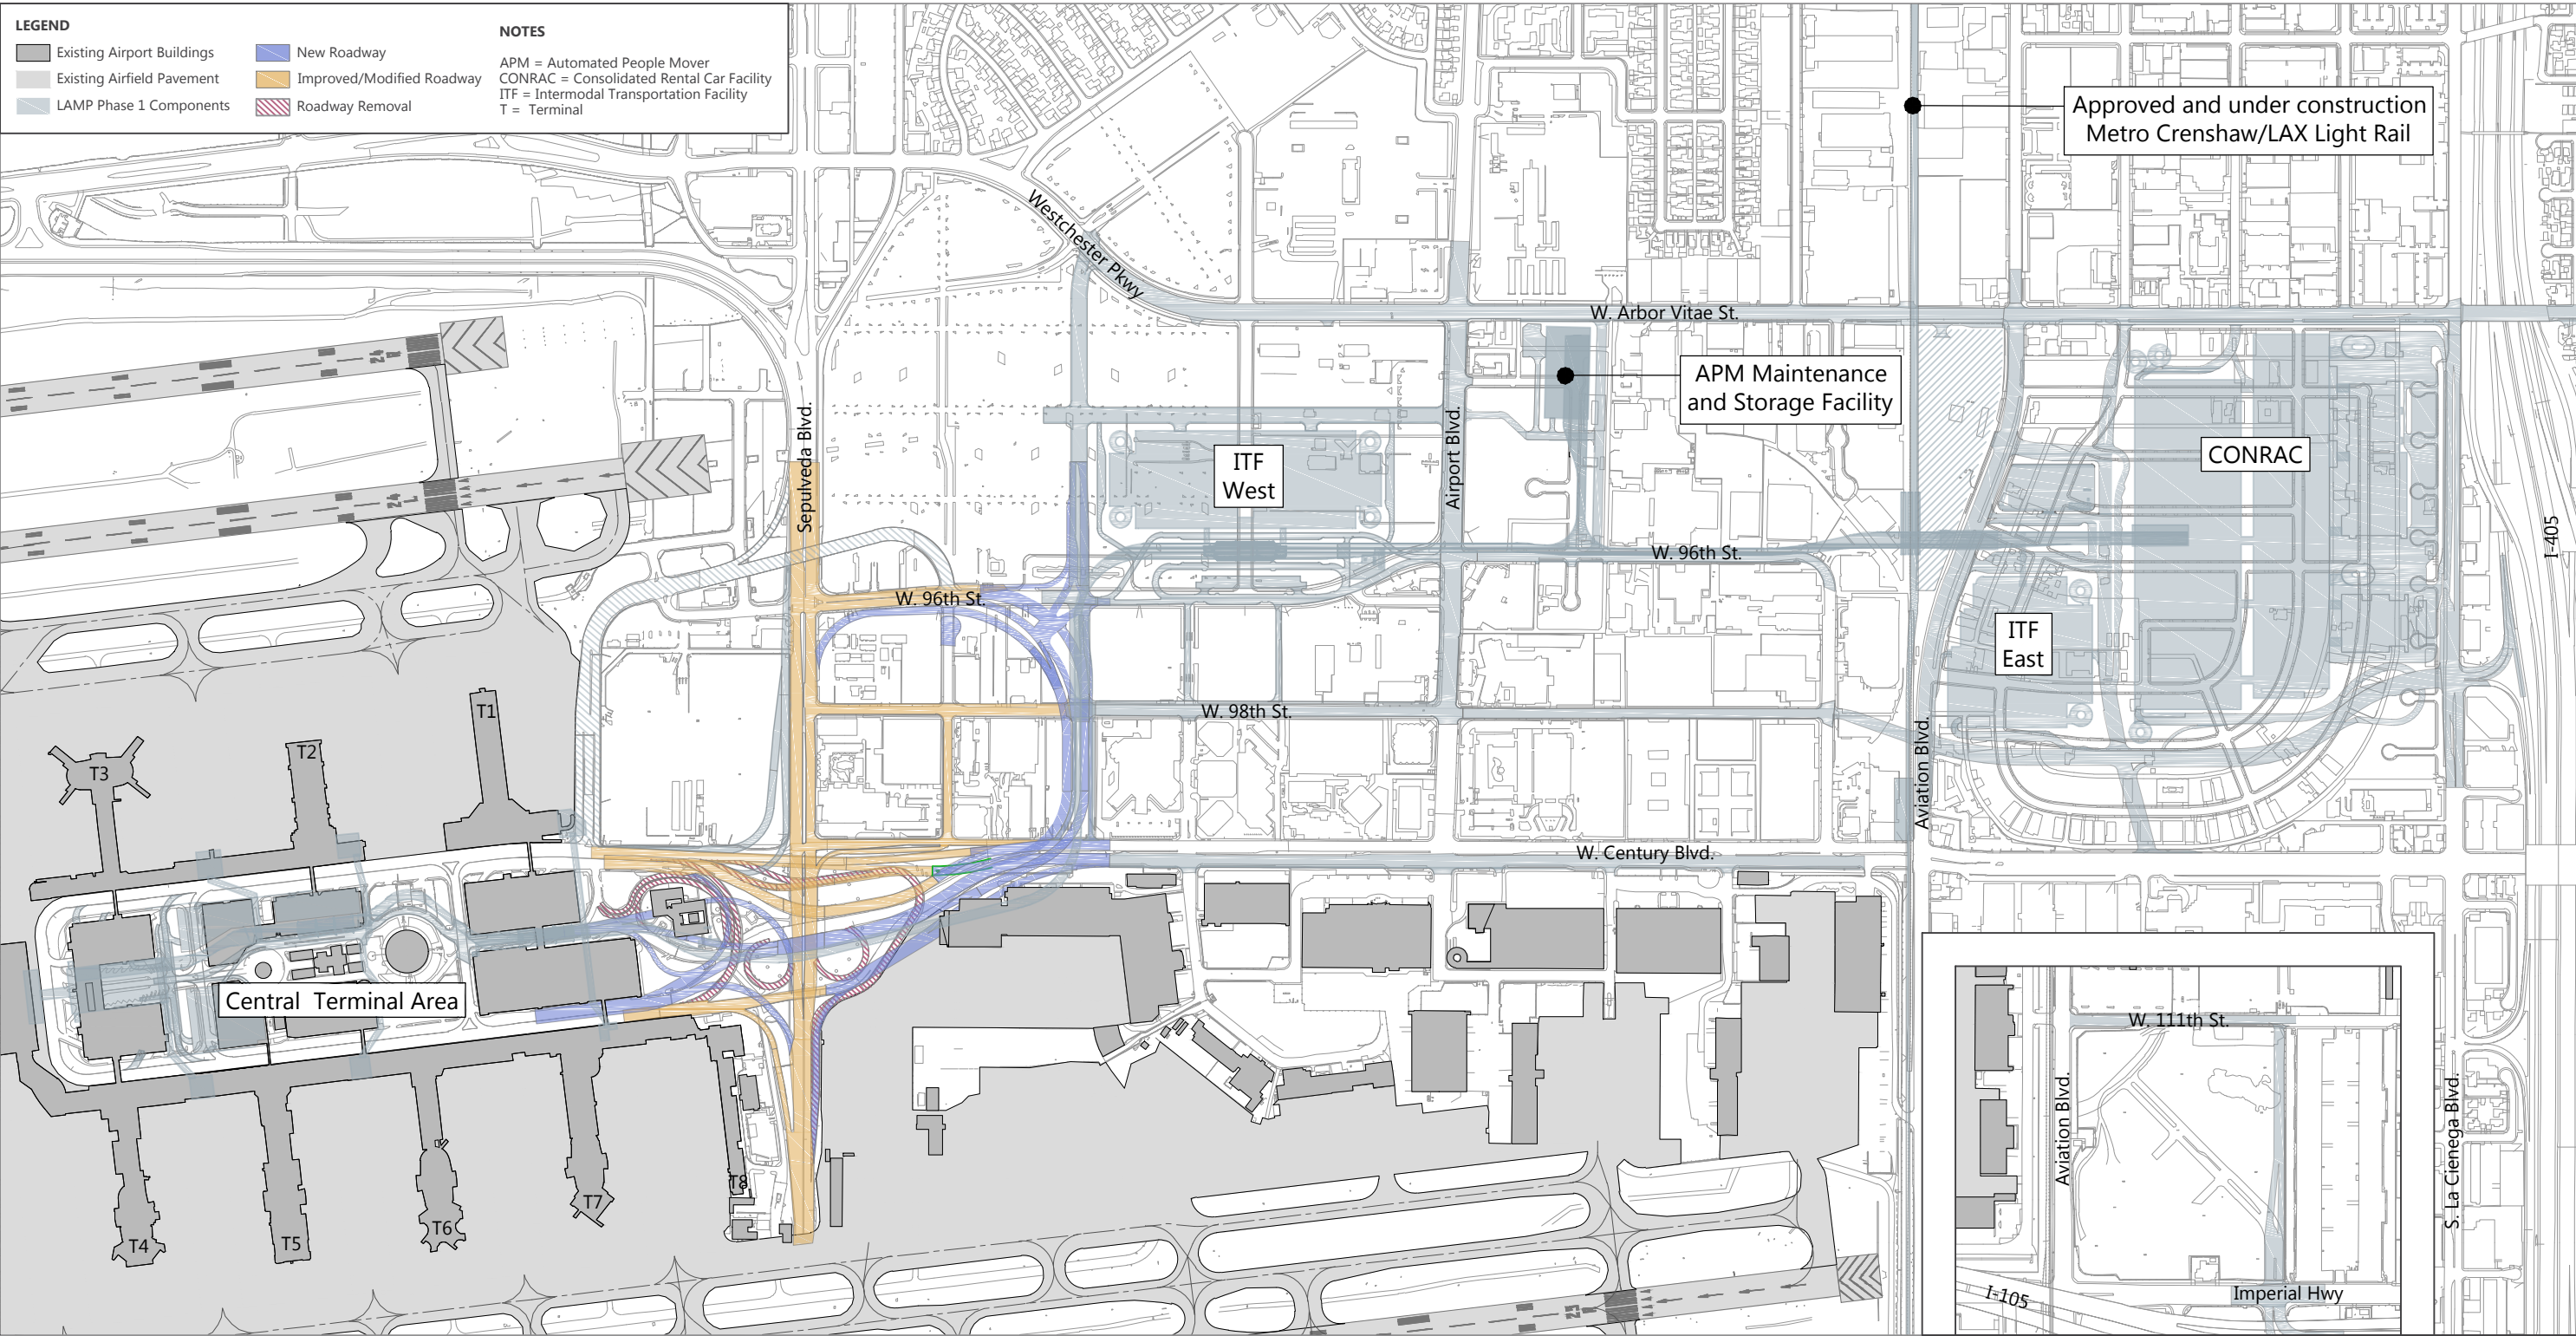 LEGEND
Existing Airport Buildings
Existing Airfield Pavement
LAMP Phase 1 Components
New Roadway
Improved/Modified Roadway
Roadway Removal
NOTES
APM = Automated People Mover
CONRAC = Consolidated Rental Car Facility
ITF = Intermodal Transportation Facility
T = Terminal
Approved and under construction
Metro Crenshaw/LAX Light Rail
Westchester Pkwy
W. Arbor Vitae St.
APM Maintenance
and Storage Facility
Sepulveda Blvd.
Airport Blvd.
ITF
West
CONRAC
I-405
W. 96th St.
W. 96th St.
ITF
East
W. 98th St.
Aviation Blvd.
T1
T2
T3
W. Century Blvd.
Central Terminal Area
W. 111th St.
Aviation Blvd.
S. La Cienega Blvd.
T8
T7
T6
T5
T4
Imperial Hwy
I-105